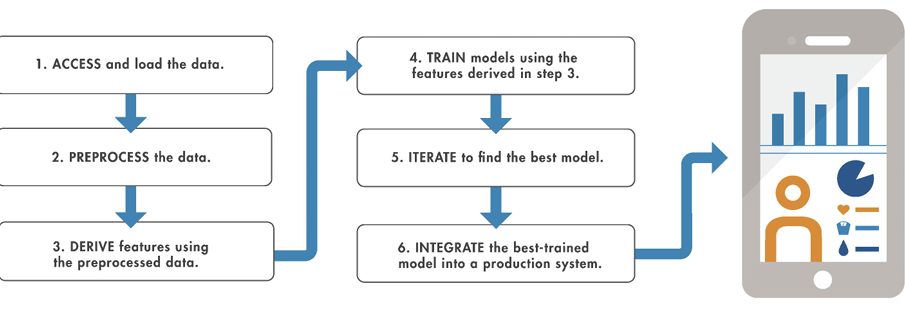 1. ACCESS and load the data.
2. PREPROCESS the data.
3. DERIVE features using
the preprocessed data.
4. TRAIN models using the
features derived in step 3.
5. ITERATE to find the best model.
6. INTEGRATE the best-trained
model into a production system.